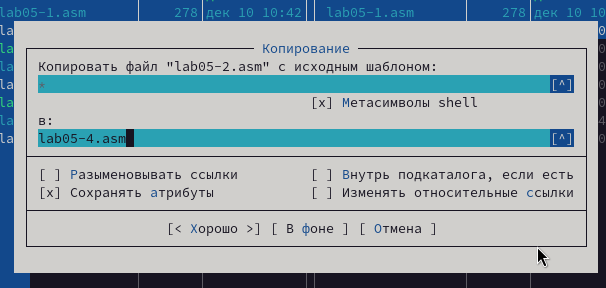 lab05-1.asm 278 дек 10 10:42 lab05-1.asm 278 дек 10 10
Копирование
Копировать файл "lab05-2.asm" с исходным шаблоном:
* [^]
[x] Метасимволы shell
в:
lab05-4.asm [^]
[ ] Разыменовывать ссылки [ ] Внутрь подкаталога, если есть
[x] Сохранять атрибуты [ ] Изменять относительные ссылки
[< Хорошо >] [ В фоне ] [ Отмена ]